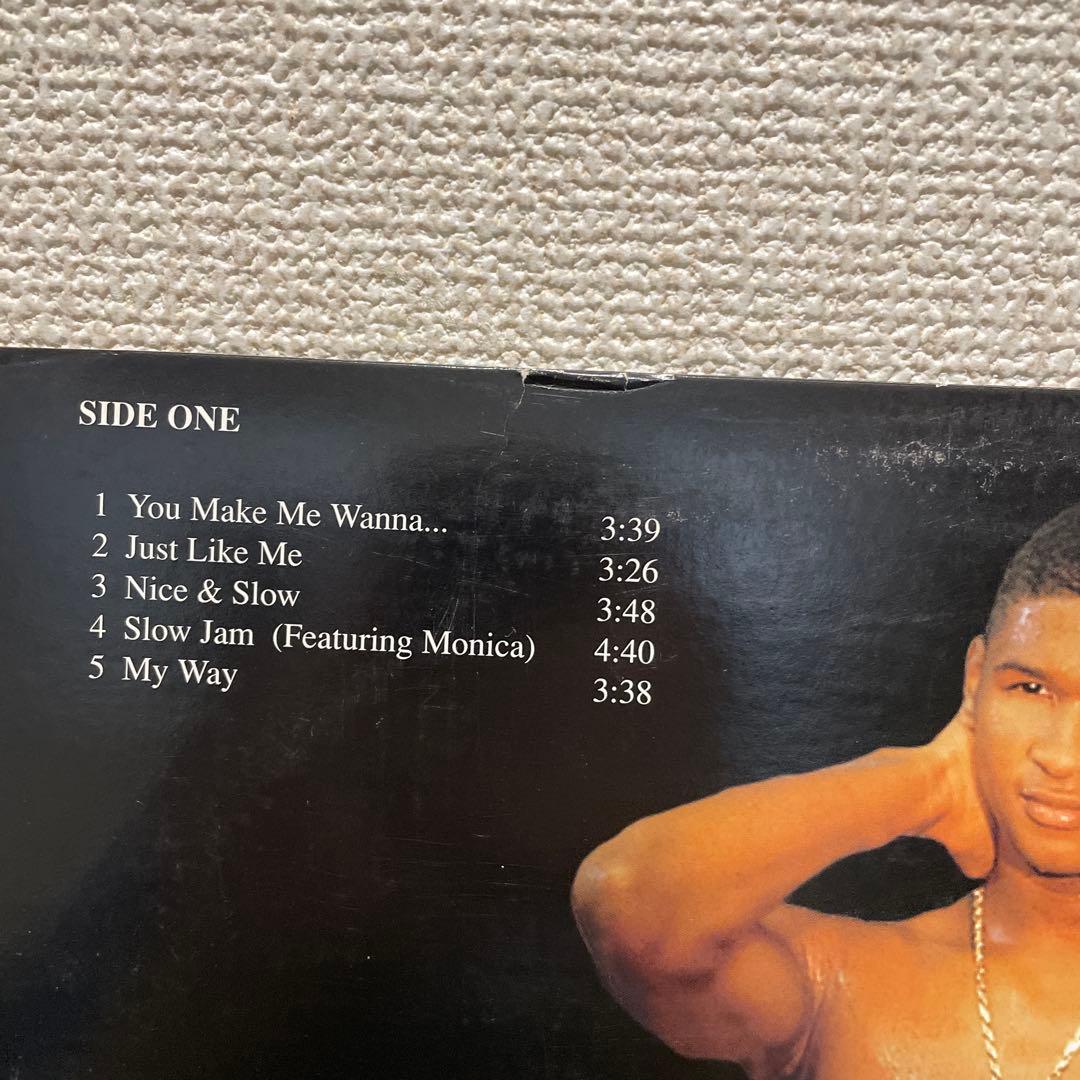 SIDE ONE
1 You Make Me Wanna... 3:39
2 Just Like Me 3:26
3 Nice & Slow 3:48
4 Slow Jam (Featuring Monica) 4:40
5 My Way 3:38